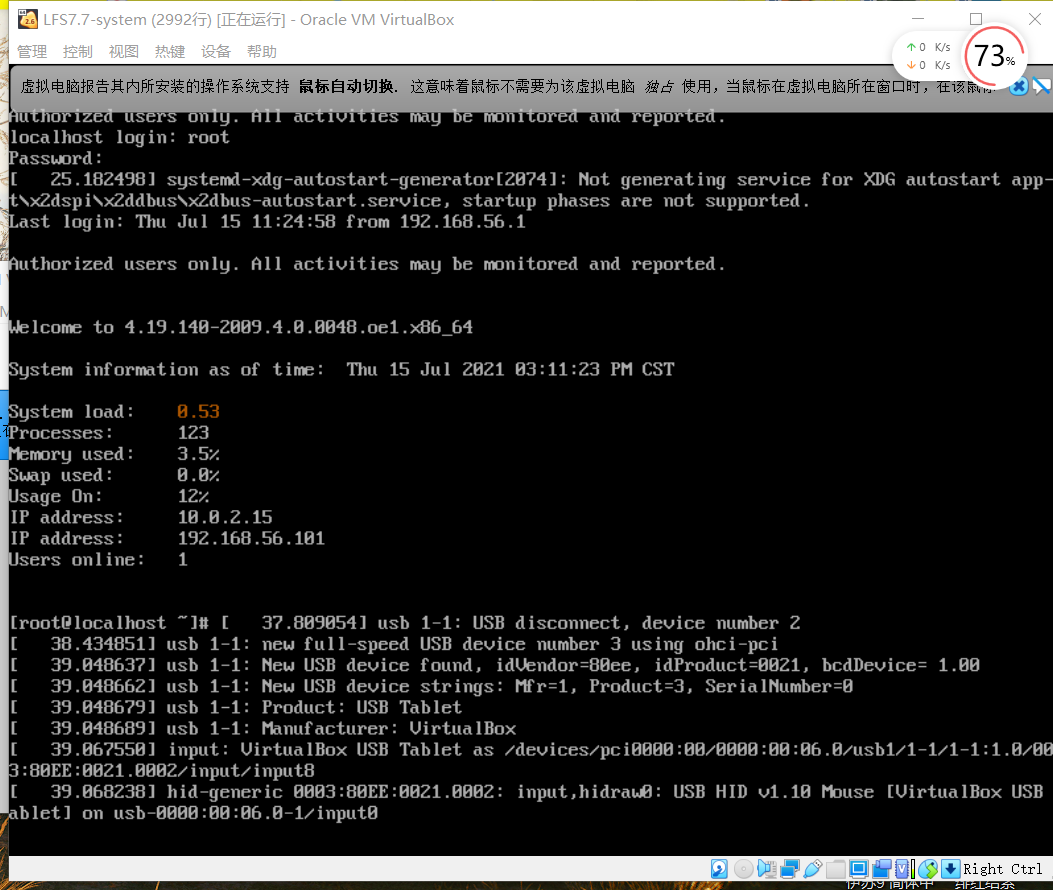 LFS7.7-system (2992行) [正在运行] - Oracle VM VirtualBox
管理 控制 视图 热键 设备 帮助
↑ 0 K/s
↓ 0 K/s
73%
虚拟电脑报告其内所安装的操作系统支持 鼠标自动切换. 这意味着鼠标不需要为该虚拟电脑 独占 使用，当鼠标在虚拟电脑所在窗口时，在该鼠标
Authorized users only. All activities may be monitored and reported.
localhost login: root
Password:
[   25.182498] systemd-xdg-autostart-generator[2074]: Not generating service for XDG autostart app-
t\x2dspi\x2ddbus\x2dbus-autostart.service, startup phases are not supported.
Last login: Thu Jul 15 11:24:58 from 192.168.56.1
Authorized users only. All activities may be monitored and reported.
Welcome to 4.19.140-2009.4.0.0048.oe1.x86_64
System information as of time:  Thu 15 Jul 2021 03:11:23 PM CST
System load:    0.53
Processes:      123
Memory used:    3.5%
Swap used:      0.0%
Usage On:       12%
IP address:     10.0.2.15
IP address:     192.168.56.101
Users online:   1
[root@localhost ~]# [   37.809054] usb 1-1: USB disconnect, device number 2
[   38.434851] usb 1-1: new full-speed USB device number 3 using ohci-pci
[   39.048637] usb 1-1: New USB device found, idVendor=80ee, idProduct=0021, bcdDevice= 1.00
[   39.048662] usb 1-1: New USB device strings: Mfr=1, Product=3, SerialNumber=0
[   39.048679] usb 1-1: Product: USB Tablet
[   39.048689] usb 1-1: Manufacturer: VirtualBox
[   39.067550] input: VirtualBox USB Tablet as /devices/pci0000:00/0000:00:06.0/usb1/1-1/1-1:1.0/00
3:80EE:0021.0002/input/input8
[   39.068238] hid-generic 0003:80EE:0021.0002: input,hidraw0: USB HID v1.10 Mouse [VirtualBox USB
ablet] on usb-0000:00:06.0-1/input0
Right Ctrl